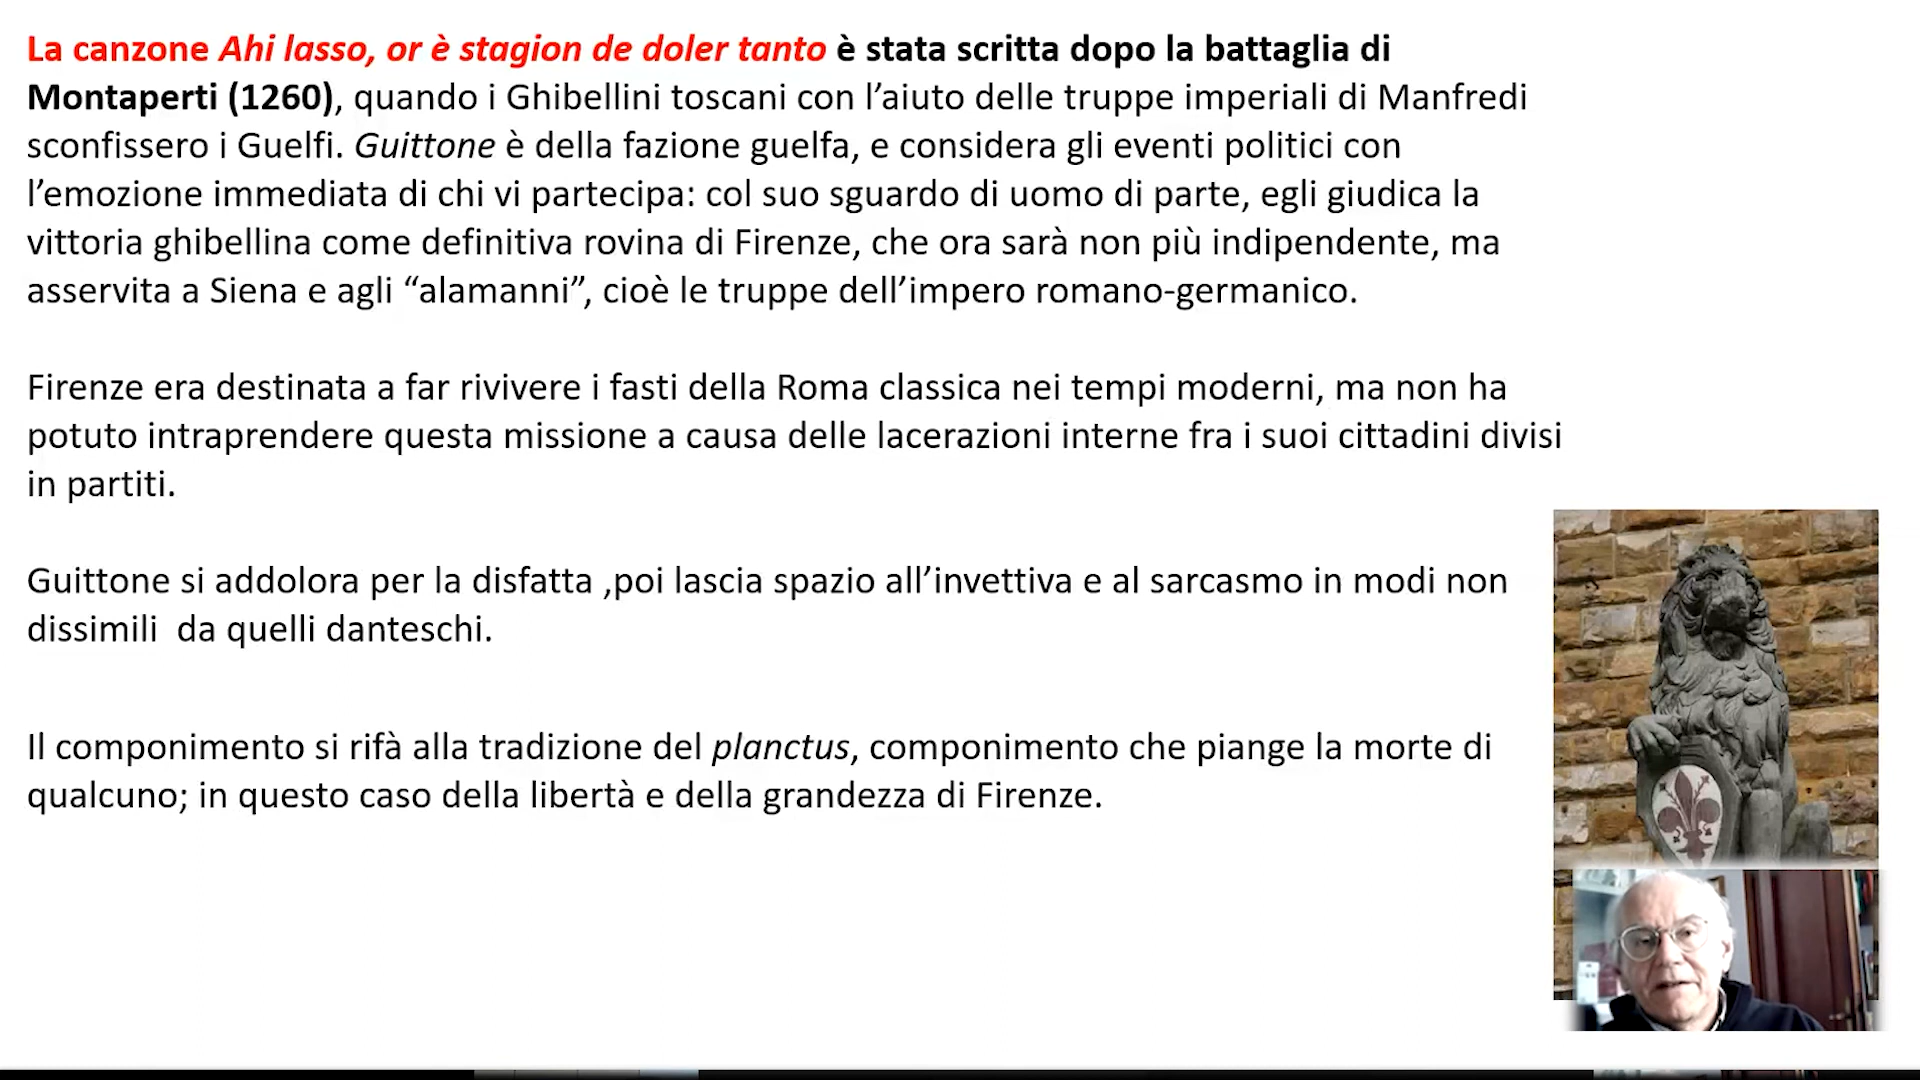 La canzone Ahi lasso, or è stagion de doler tanto è stata scritta dopo la battaglia di
Montaperti (1260), quando i Ghibellini toscani con l’aiuto delle truppe imperiali di Manfredi
sconfissero i Guelfi. Guittone è della fazione guelfa, e considera gli eventi politici con
l’emozione immediata di chi vi partecipa: col suo sguardo di uomo di parte, egli giudica la
vittoria ghibellina come definitiva rovina di Firenze, che ora sarà non più indipendente, ma
asservita a Siena e agli “alamanni”, cioè le truppe dell’impero romano-germanico.
Firenze era destinata a far rivivere i fasti della Roma classica nei tempi moderni, ma non ha
potuto intraprendere questa missione a causa delle lacerazioni interne fra i suoi cittadini divisi
in partiti.
Guittone si addolora per la disfatta ,poi lascia spazio all’invettiva e al sarcasmo in modi non
dissimili  da quelli danteschi.
Il componimento si rifà alla tradizione del planctus, componimento che piange la morte di
qualcuno; in questo caso della libertà e della grandezza di Firenze.